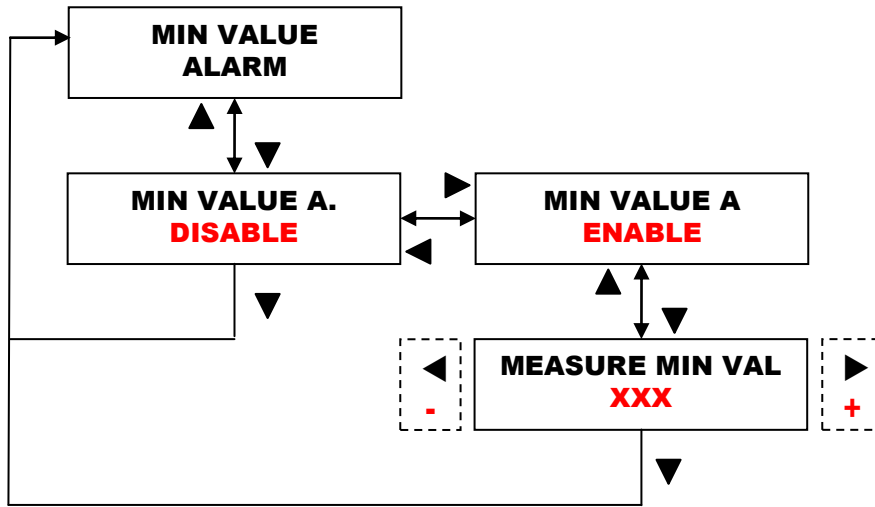 MIN VALUE
ALARM
MIN VALUE A.
DISABLE
MIN VALUE A
ENABLE
MEASURE MIN VAL
XXX
-
+